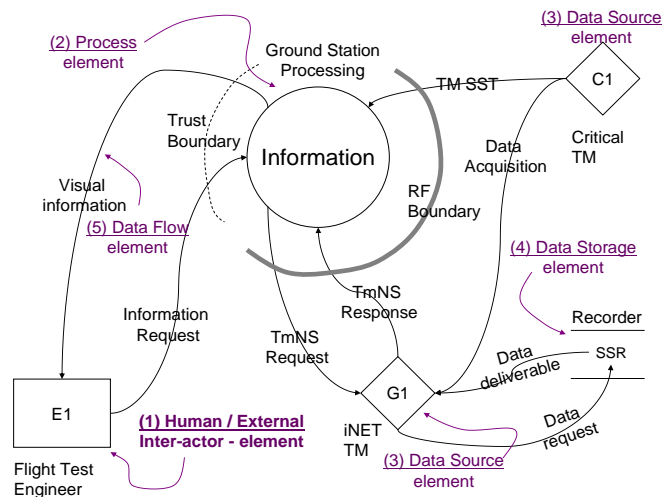 (3) Data Source
element
(2) Process
element
Ground Station
Processing
TM SST
C1
Critical
TM
Trust
Boundary
Information
Data
Acquisition
Visual
information
RF
Boundary
(5) Data Flow
element
(4) Data Storage
element
Information
Request
TmNS
Response
Recorder
TmNS
Request
Data
deliverable
SSR
E1
G1
(1) Human / External
Inter-actor - element
iNET
TM
Data
request
(3) Data Source
element
Flight Test
Engineer